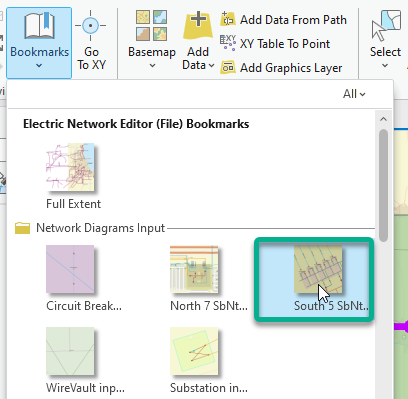 Bookmarks
Go
To XY
Basemap
Add
Data
Add Data From Path
XY Table To Point
Add Graphics Layer
Select
All
Electric Network Editor (File) Bookmarks
Full Extent
Network Diagrams Input
Circuit Break...
North 7 SbNt...
South 5 SbNt...
WireVault inp...
Substation in...